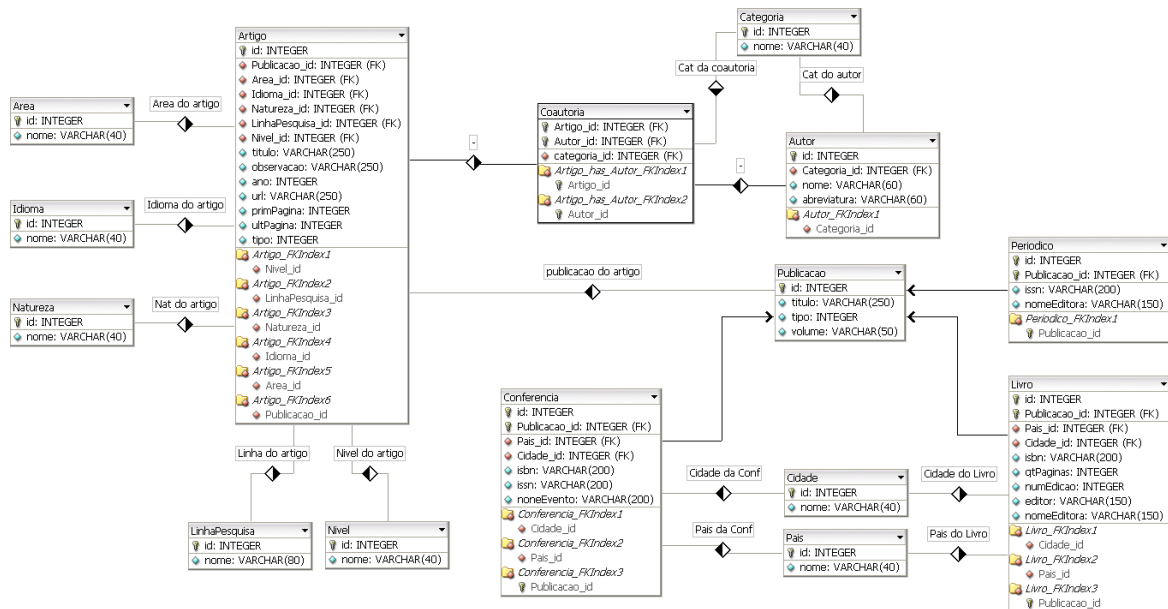 Categoria
id: INTEGER
nome: VARCHAR(40)
Artigo
id: INTEGER
Publicacao_id: INTEGER (FK)
Area_id: INTEGER (FK)
Idioma_id: INTEGER (FK)
Natureza_id: INTEGER (FK)
LinhaPesquisa_id: INTEGER (FK)
Nivel_id: INTEGER (FK)
titulo: VARCHAR(250)
observacao: VARCHAR(250)
ano: INTEGER
url: VARCHAR(250)
primPagina: INTEGER
ultPagina: INTEGER
tipo: INTEGER
Artigo_FKIndex1
Nivel_id
Artigo_FKIndex2
LinhaPesquisa_id
Artigo_FKIndex3
Natureza_id
Artigo_FKIndex4
Idioma_id
Artigo_FKIndex5
Area_id
Artigo_FKIndex6
Publicacao_id
Cat da coautoria
Cat do autor
Area
id: INTEGER
nome: VARCHAR(40)
Area do artigo
Coautoria
Artigo_id: INTEGER (FK)
Autor_id: INTEGER (FK)
categoria_id: INTEGER (FK)
Artigo_has_Autor_FKIndex1
Artigo_id
Artigo_has_Autor_FKIndex2
Autor_id
-
-
Autor
id: INTEGER
Categoria_id: INTEGER (FK)
nome: VARCHAR(60)
abreviatura: VARCHAR(60)
Autor_FKIndex1
Categoria_id
Idioma
id: INTEGER
nome: VARCHAR(40)
Idioma do artigo
Periodico
id: INTEGER
Publicacao_id: INTEGER (FK)
issn: VARCHAR(200)
nomeEditora: VARCHAR(150)
Periodico_FKIndex1
Publicacao_id
publicacao do artigo
Publicacao
id: INTEGER
titulo: VARCHAR(250)
tipo: INTEGER
volume: VARCHAR(50)
Natureza
id: INTEGER
nome: VARCHAR(40)
Nat do artigo
Conferencia
id: INTEGER
Publicacao_id: INTEGER (FK)
Pais_id: INTEGER (FK)
Cidade_id: INTEGER (FK)
isbn: VARCHAR(200)
issn: VARCHAR(200)
noneEvento: VARCHAR(200)
Conferencia_FKIndex1
Cidade_id
Conferencia_FKIndex2
Pais_id
Conferencia_FKIndex3
Publicacao_id
Livro
id: INTEGER
Publicacao_id: INTEGER (FK)
Pais_id: INTEGER (FK)
Cidade_id: INTEGER (FK)
isbn: VARCHAR(200)
qtPaginas: INTEGER
numEdicao: INTEGER
editor: VARCHAR(150)
nomeEditora: VARCHAR(150)
Livro_FKIndex1
Cidade_id
Livro_FKIndex2
Pais_id
Livro_FKIndex3
Publicacao_id
Linha do artigo
Nivel do artigo
Cidade da Conf
Cidade
id: INTEGER
nome: VARCHAR(40)
Cidade do Livro
LinhaPesquisa
id: INTEGER
nome: VARCHAR(80)
Nivel
id: INTEGER
nome: VARCHAR(40)
Pais da Conf
Pais
id: INTEGER
nome: VARCHAR(40)
Pais do Livro